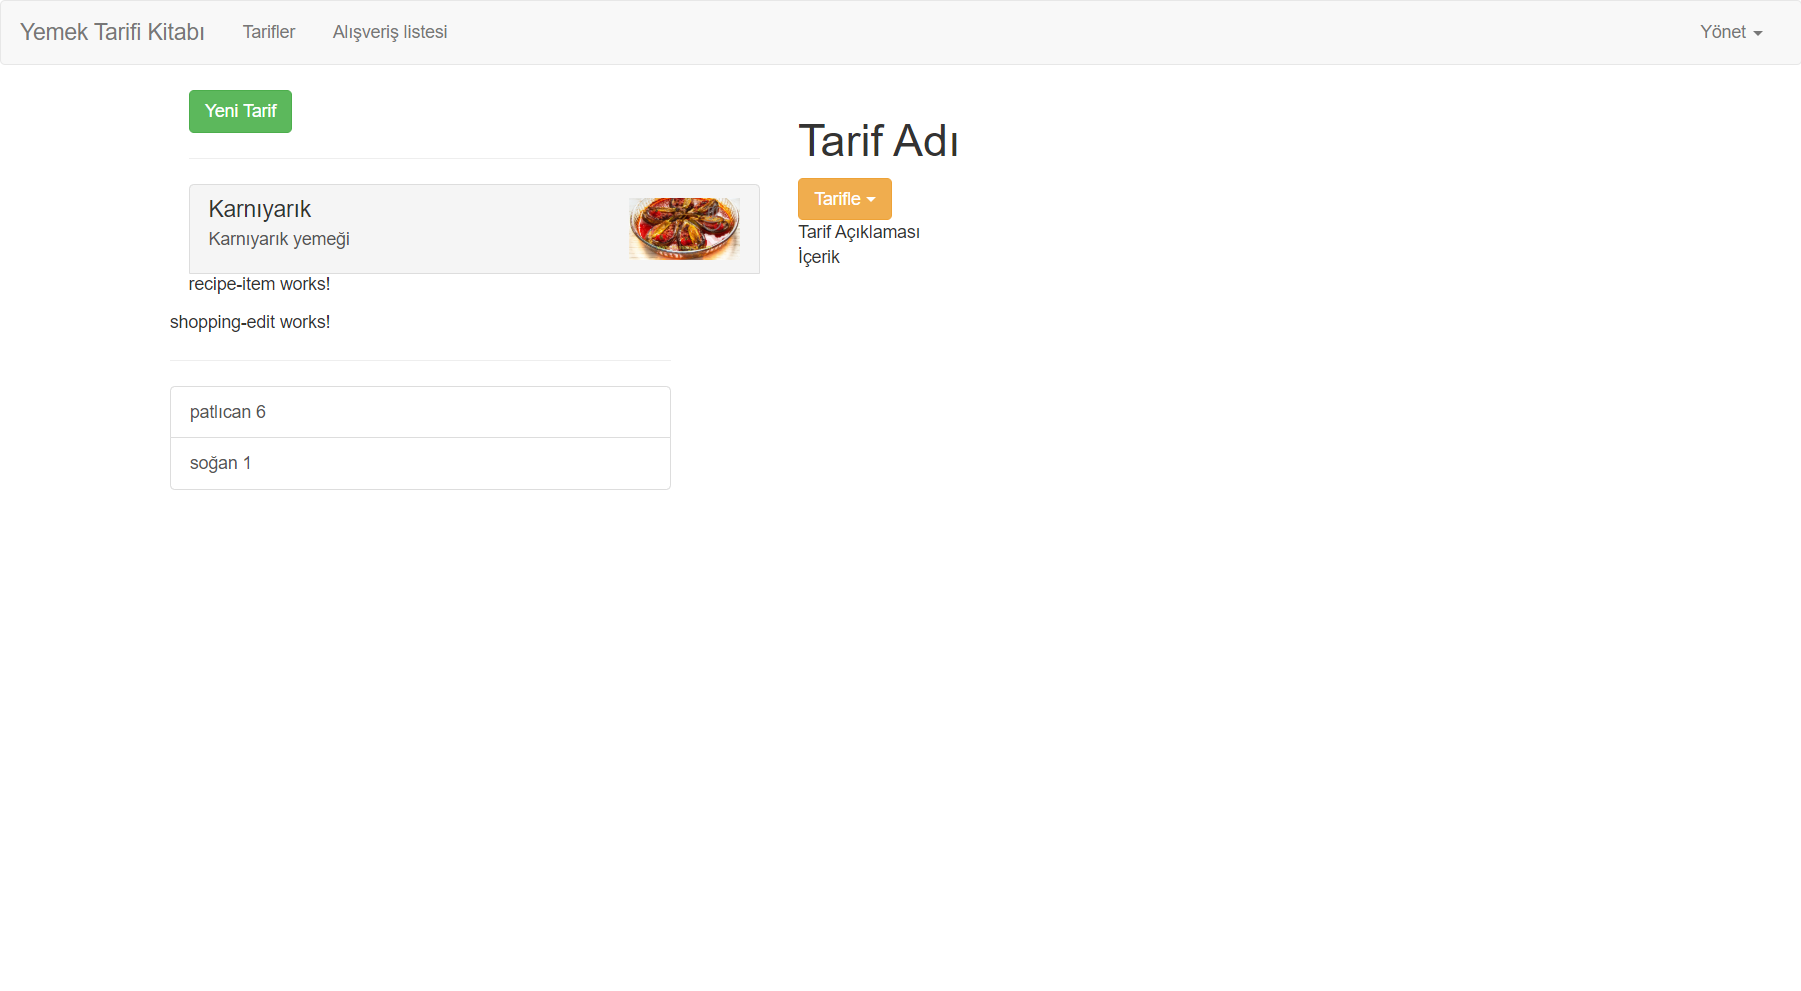 Yemek Tarifi Kitabı Tarifler Alışveriş listesi Yönet
Yeni Tarif
Karnıyarık
Karnıyarık yemeği
recipe-item works!
Tarif Adı
Tarifle
Tarif Açıklaması
İçerik
shopping-edit works!
patlıcan 6
soğan 1